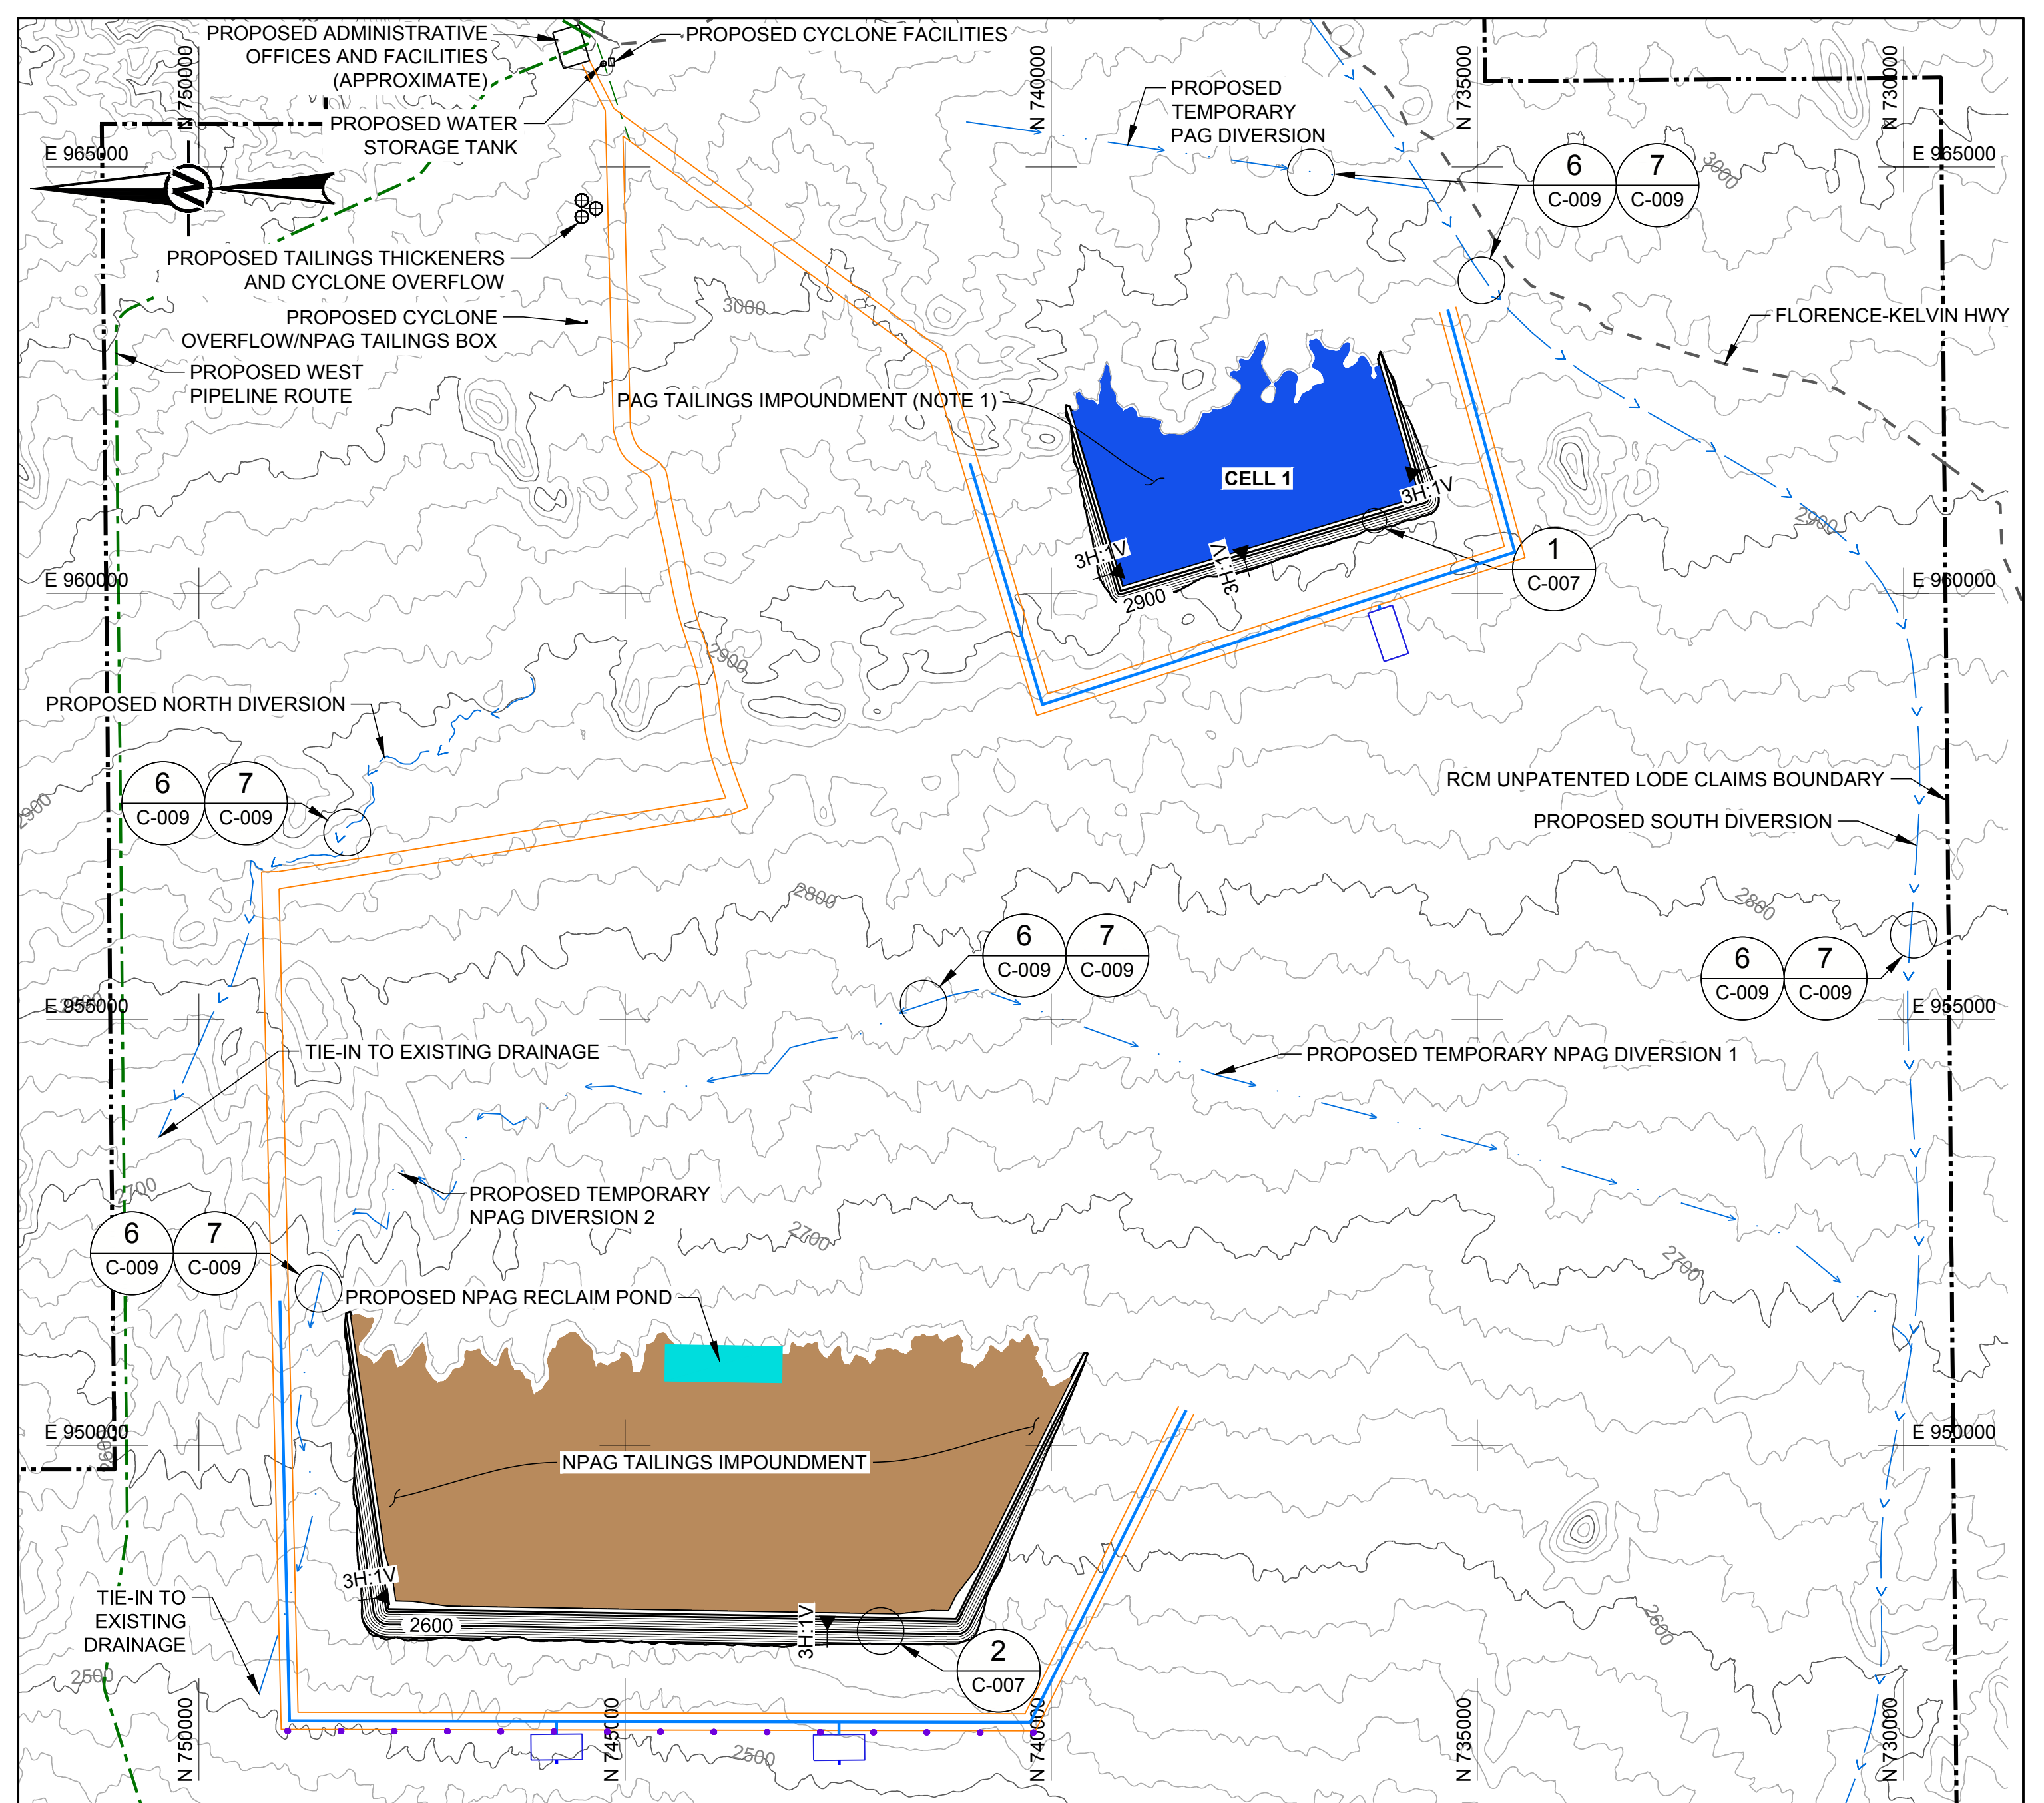 PROPOSED ADMINISTRATIVE
OFFICES AND FACILITIES
(APPROXIMATE)
PROPOSED CYCLONE FACILITIES
N 750000
N 740000
N 735000
N 730000
PROPOSED
TEMPORARY
PAG DIVERSION
PROPOSED WATER
STORAGE TANK
E 965000
E 965000
N
6
C-009
7
C-009
3000
PROPOSED TAILINGS THICKENERS
AND CYCLONE OVERFLOW
3000
PROPOSED CYCLONE
OVERFLOW/NPAG TAILINGS BOX
FLORENCE-KELVIN HWY
PROPOSED WEST
PIPELINE ROUTE
PAG TAILINGS IMPOUNDMENT (NOTE 1)
CELL 1
3H:1V
3H:1V
3H:1V
2900
2900
1
C-007
E 960000
E 960000
2900
PROPOSED NORTH DIVERSION
6
C-009
7
C-009
2900
RCM UNPATENTED LODE CLAIMS BOUNDARY
PROPOSED SOUTH DIVERSION
2800
2800
6
C-009
7
C-009
6
C-009
7
C-009
E 955000
E 955000
TIE-IN TO EXISTING DRAINAGE
PROPOSED TEMPORARY NPAG DIVERSION 1
2700
PROPOSED TEMPORARY
NPAG DIVERSION 2
6
C-009
7
C-009
2700
2700
PROPOSED NPAG RECLAIM POND
E 950000
E 950000
2600
NPAG TAILINGS IMPOUNDMENT
3H:1V
2600
3H:1V
TIE-IN TO
EXISTING
DRAINAGE
2
C-007
2600
2500
2500
N 750000
N 745000
N 740000
N 735000
N 730000